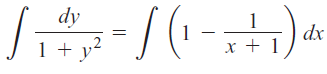 ∫ dy / (1 + y²) = ∫ (1 − 1 / (x + 1)) dx